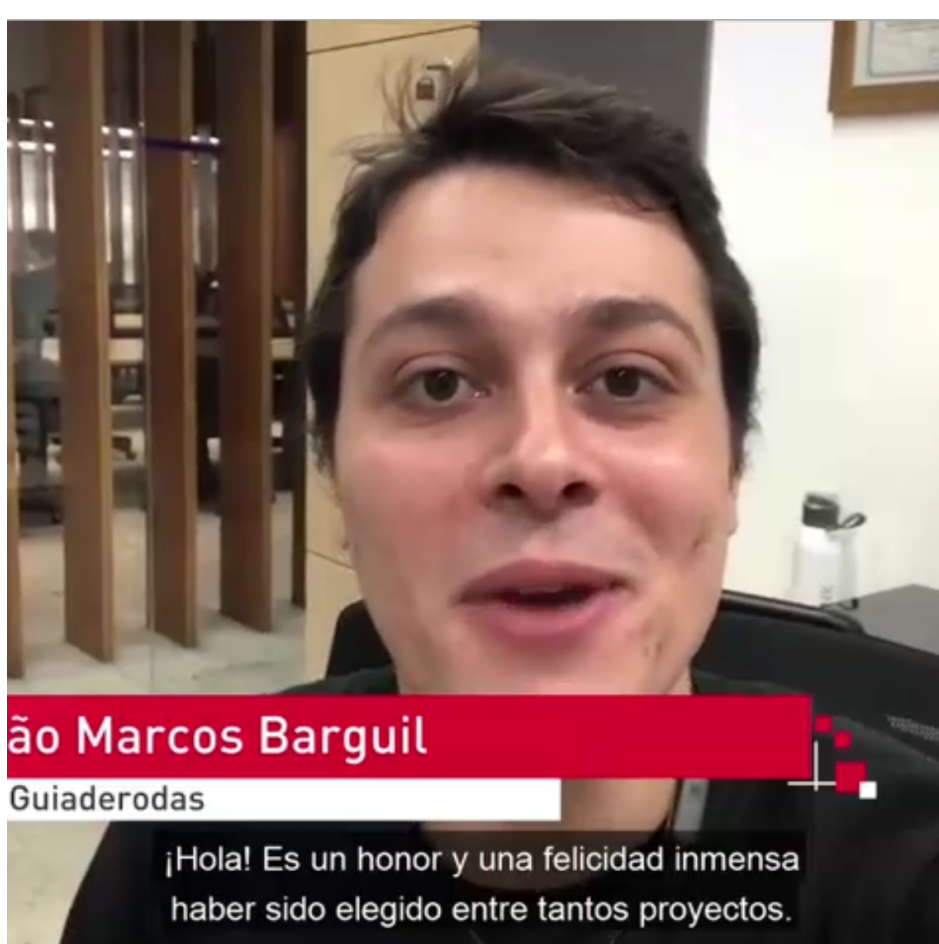 ão Marcos Barguil
Guiaderodas
¡Hola! Es un honor y una felicidad inmensa
haber sido elegido entre tantos proyectos.